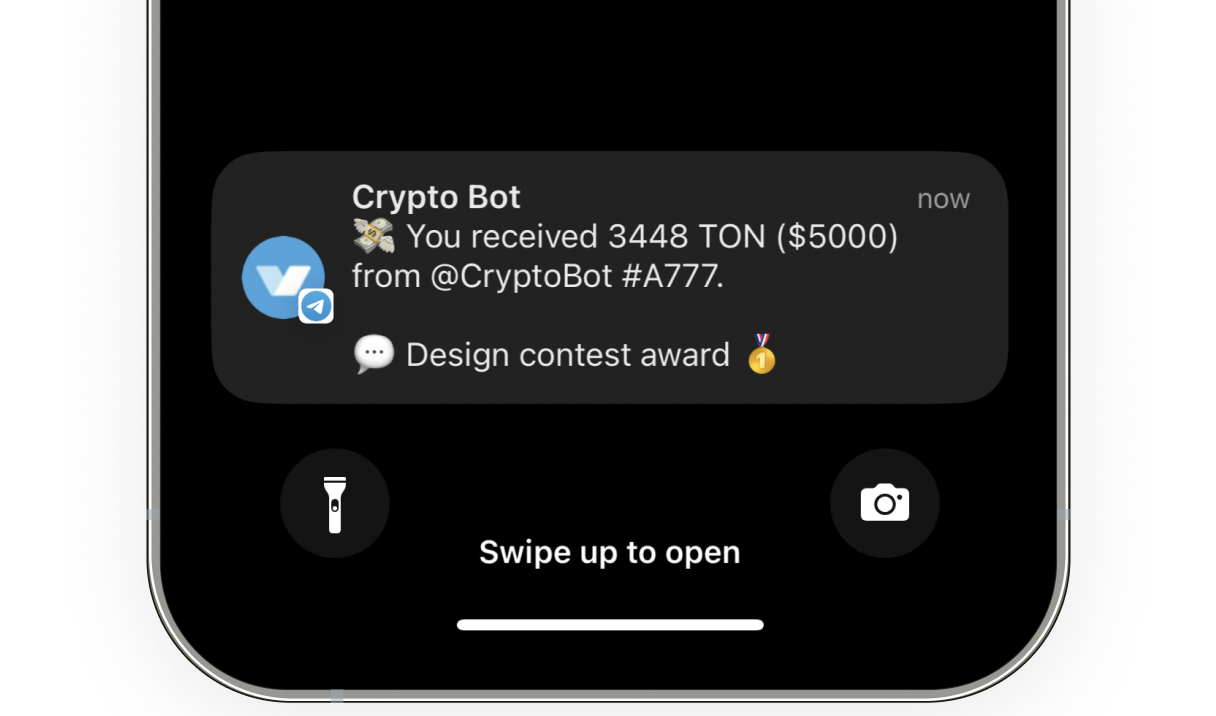 Crypto Bot
now
💸 You received 3448 TON ($5000)
from @CryptoBot #A777.
💬 Design contest award 🥇
Swipe up to open